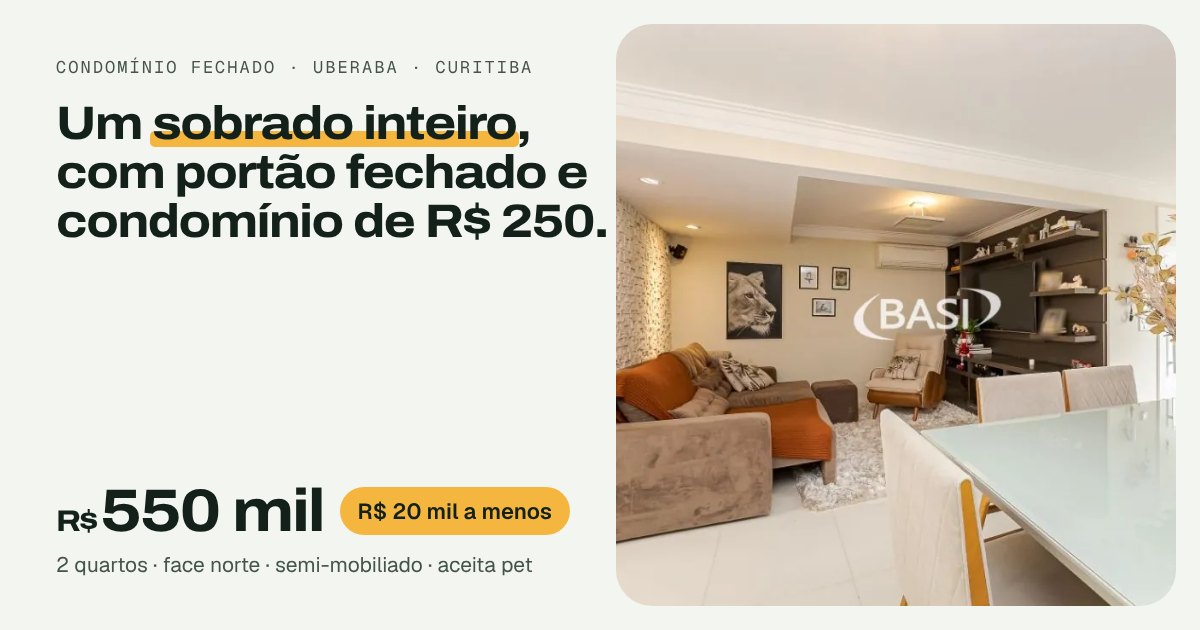 CONDOMÍNIO FECHADO · UBERABA · CURITIBA
Um sobrado inteiro,
com portão fechado e
condomínio de R$ 250.
R$550 mil
R$ 20 mil a menos
2 quartos · face norte · semi-mobiliado · aceita pet
BASI